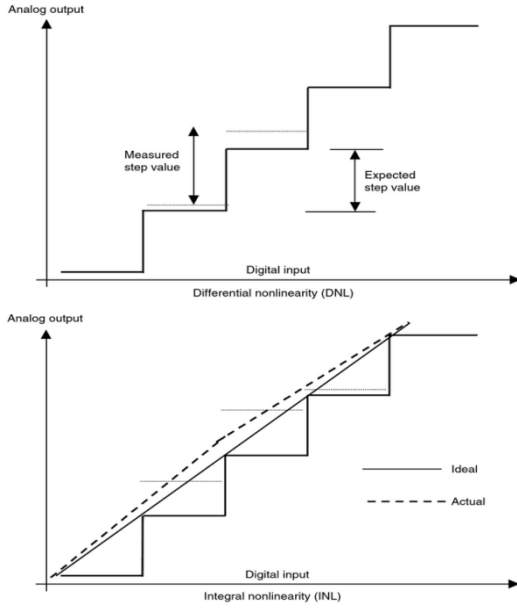 Analog output
Measured
step value
Expected
step value
Digital input
Differential nonlinearity (DNL)
Analog output
Ideal
Actual
Digital input
Integral nonlinearity (INL)